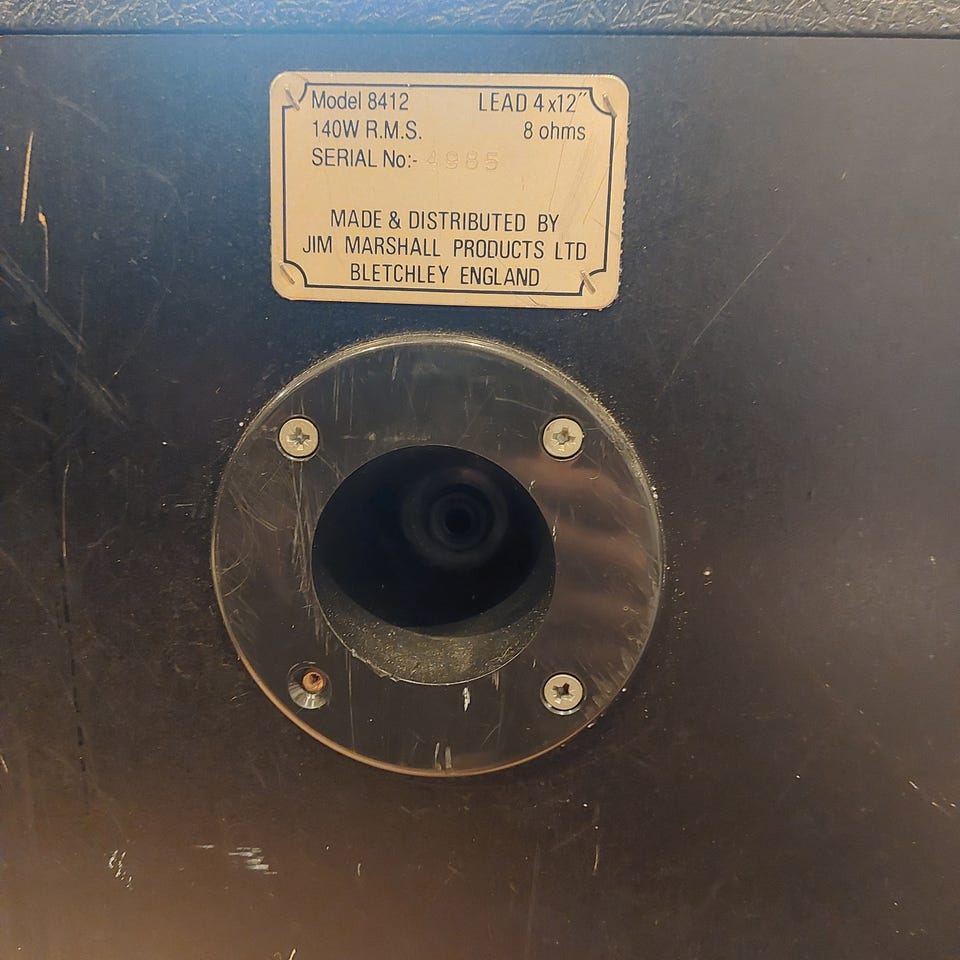 Model 8412 LEAD 4x12"
140W R.M.S. 8 ohms
SERIAL No:- 4985
MADE & DISTRIBUTED BY
JIM MARSHALL PRODUCTS LTD
BLETCHLEY ENGLAND